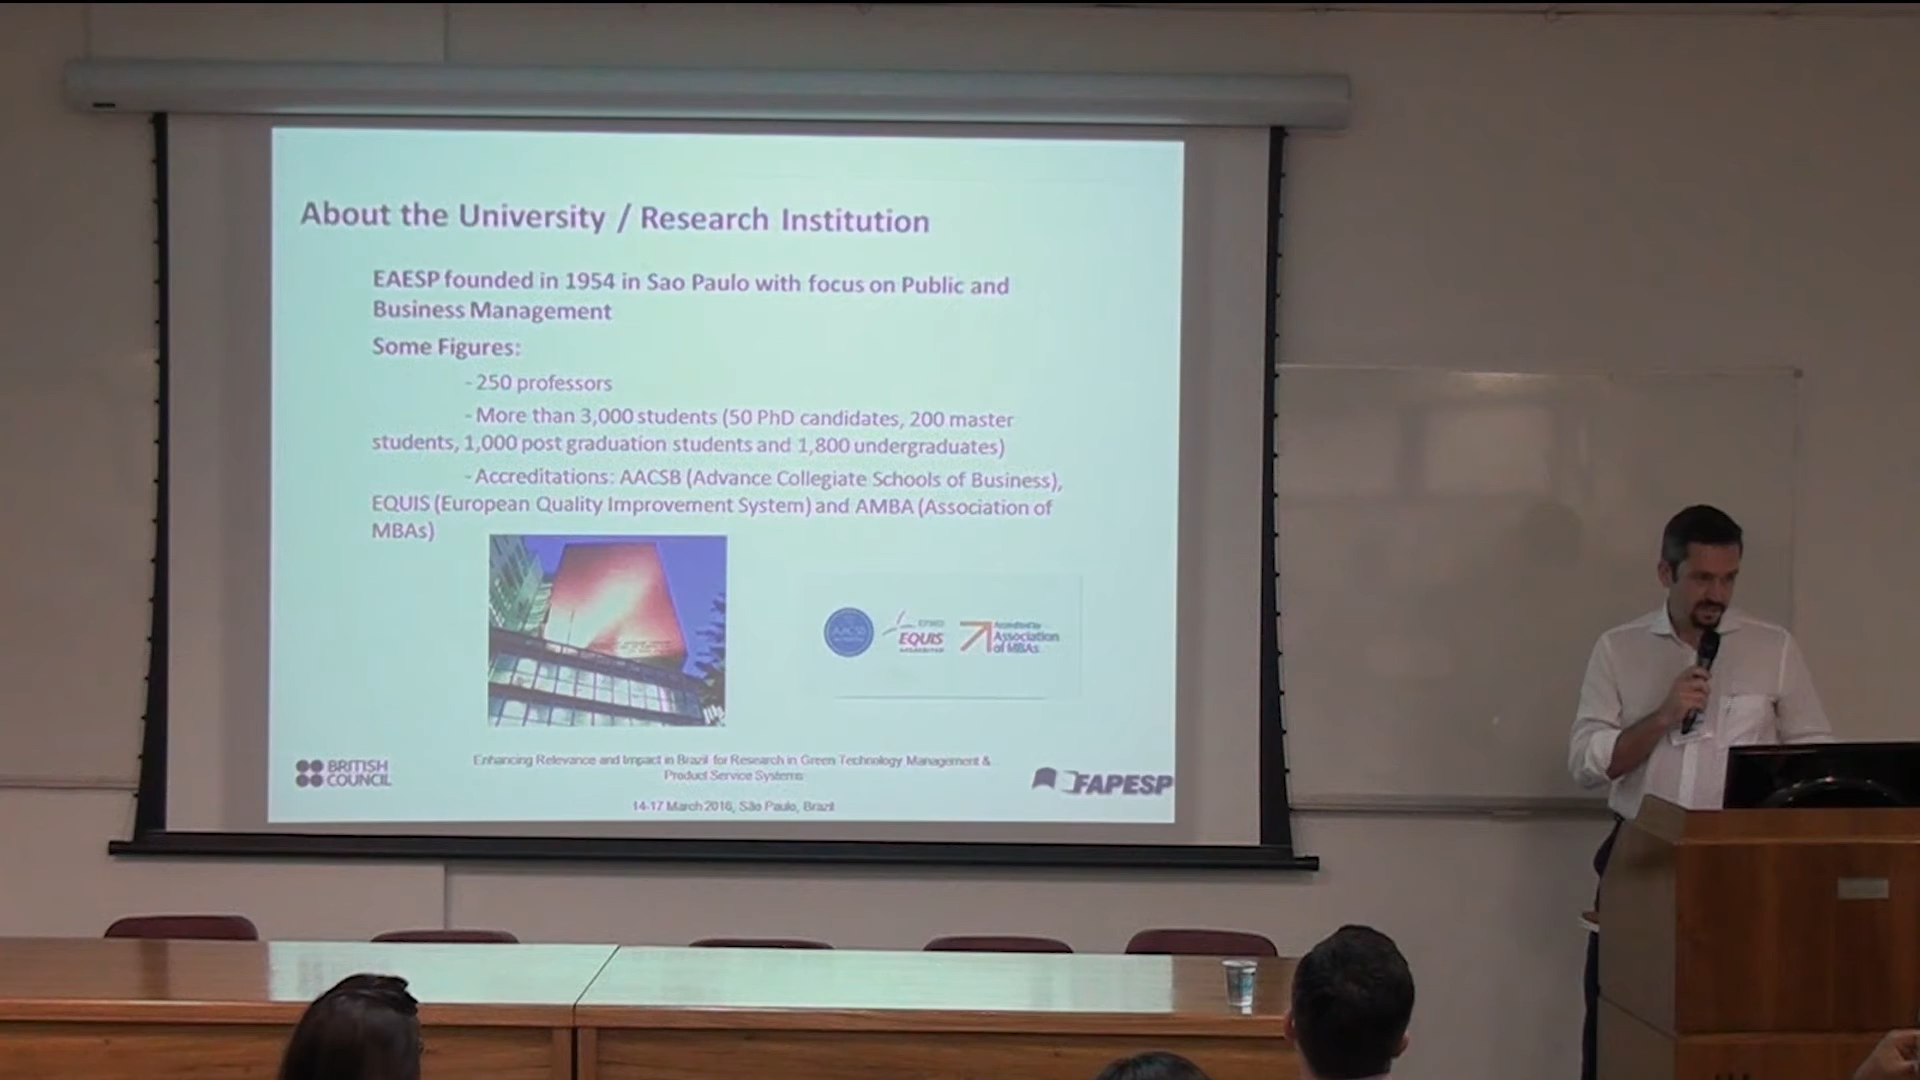 About the University / Research Institution
EAESP founded in 1954 in Sao Paulo with focus on Public and
Business Management
Some Figures:
- 250 professors
- More than 3,000 students (50 PhD candidates, 200 master
students, 1,000 post graduation students and 1,800 undergraduates)
- Accreditations: AACSB (Advance Collegiate Schools of Business),
EQUIS (European Quality Improvement System) and AMBA (Association of
MBAs)
AACSB
EQUIS
Association
of MBAs
BRITISH
COUNCIL
Enhancing Relevance and Impact in Brazil for Research in Green Technology Management &
Product Service Systems
14-17 March 2016, São Paulo, Brazil
FAPESP